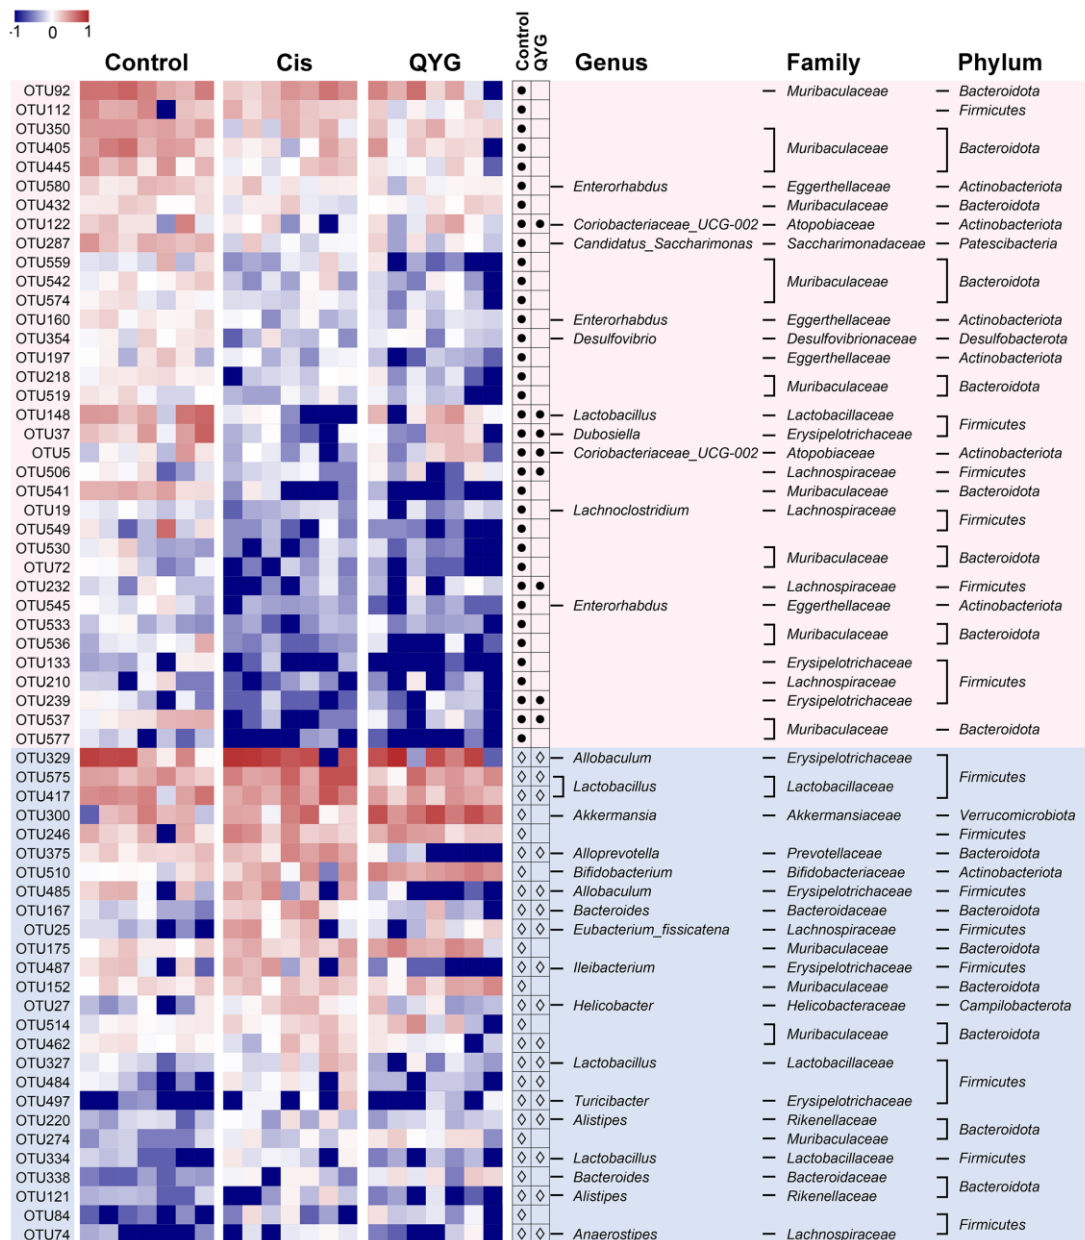 -1 0 1
Control Cis QYG Control QYG Genus Family Phylum
OTU92 Muribaculaceae Bacteroidota
OTU112 Firmicutes
OTU350
OTU405 Muribaculaceae Bacteroidota
OTU445
OTU580 Enterorhabdus Eggerthellaceae Actinobacteriota
OTU432 Muribaculaceae Bacteroidota
OTU122 Coriobacteriaceae_UCG-002 Atopobiaceae Actinobacteriota
OTU287 Candidatus_Saccharimonas Saccharimonadaceae Patescibacteria
OTU559
OTU542 Muribaculaceae Bacteroidota
OTU574
OTU160 Enterorhabdus Eggerthellaceae Actinobacteriota
OTU354 Desulfovibrio Desulfovibrionaceae Desulfobacterota
OTU197 Eggerthellaceae Actinobacteriota
OTU218
Muribaculaceae Bacteroidota
OTU519
OTU148 Lactobacillus Lactobacillaceae
Firmicutes
OTU37 Dubosiella Erysipelotrichaceae
OTU5 Coriobacteriaceae_UCG-002 Atopobiaceae Actinobacteriota
OTU506 Lachnospiraceae Firmicutes
OTU541 Muribaculaceae Bacteroidota
OTU19 Lachnoclostridium Lachnospiraceae
Firmicutes
OTU549
OTU530
Muribaculaceae Bacteroidota
OTU72
OTU232 Lachnospiraceae Firmicutes
OTU545 Enterorhabdus Eggerthellaceae Actinobacteriota
OTU533
Muribaculaceae Bacteroidota
OTU536
OTU133 Erysipelotrichaceae
OTU210 Lachnospiraceae Firmicutes
OTU239 Erysipelotrichaceae
OTU537
Muribaculaceae Bacteroidota
OTU577
OTU329 Allobaculum Erysipelotrichaceae
OTU575 Firmicutes
Lactobacillus Lactobacillaceae
OTU417
OTU300 Akkermansia Akkermansiaceae Verrucomicrobiota
OTU246 Firmicutes
OTU375 Alloprevotella Prevotellaceae Bacteroidota
OTU510 Bifidobacterium Bifidobacteriaceae Actinobacteriota
OTU485 Allobaculum Erysipelotrichaceae Firmicutes
OTU167 Bacteroides Bacteroidaceae Bacteroidota
OTU25 Eubacterium_fissicatena Lachnospiraceae Firmicutes
OTU175 Muribaculaceae Bacteroidota
OTU487 Ileibacterium Erysipelotrichaceae Firmicutes
OTU152 Muribaculaceae Bacteroidota
OTU27 Helicobacter Helicobacteraceae Campilobacterota
OTU514
Muribaculaceae Bacteroidota
OTU462
OTU327 Lactobacillus Lactobacillaceae
OTU484 Firmicutes
OTU497 Turicibacter Erysipelotrichaceae
OTU220 Alistipes Rikenellaceae
Bacteroidota
OTU274 Muribaculaceae
OTU334 Lactobacillus Lactobacillaceae Firmicutes
OTU338 Bacteroides Bacteroidaceae
Bacteroidota
OTU121 Alistipes Rikenellaceae
OTU84
Firmicutes
OTU74 Anaerostipes Lachnospiraceae